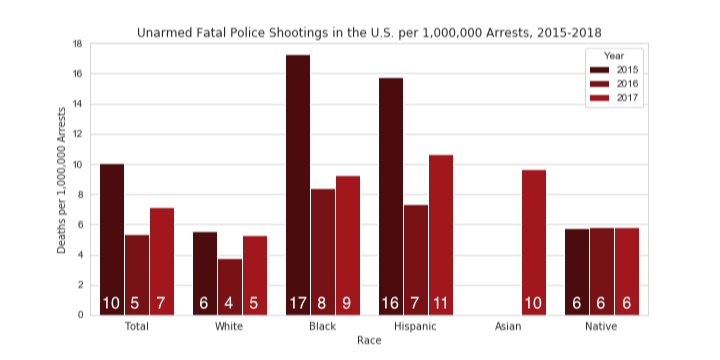 Unarmed Fatal Police Shootings in the U.S. per 1,000,000 Arrests, 2015-2018
Year
2015
2016
2017
Deaths per 1,000,000 Arrests
18
16
14
12
10
8
6
4
2
0
10 5 7 6 4 5 17 8 9 16 7 11 10 6 6 6
Total White Black Hispanic Asian Native
Race